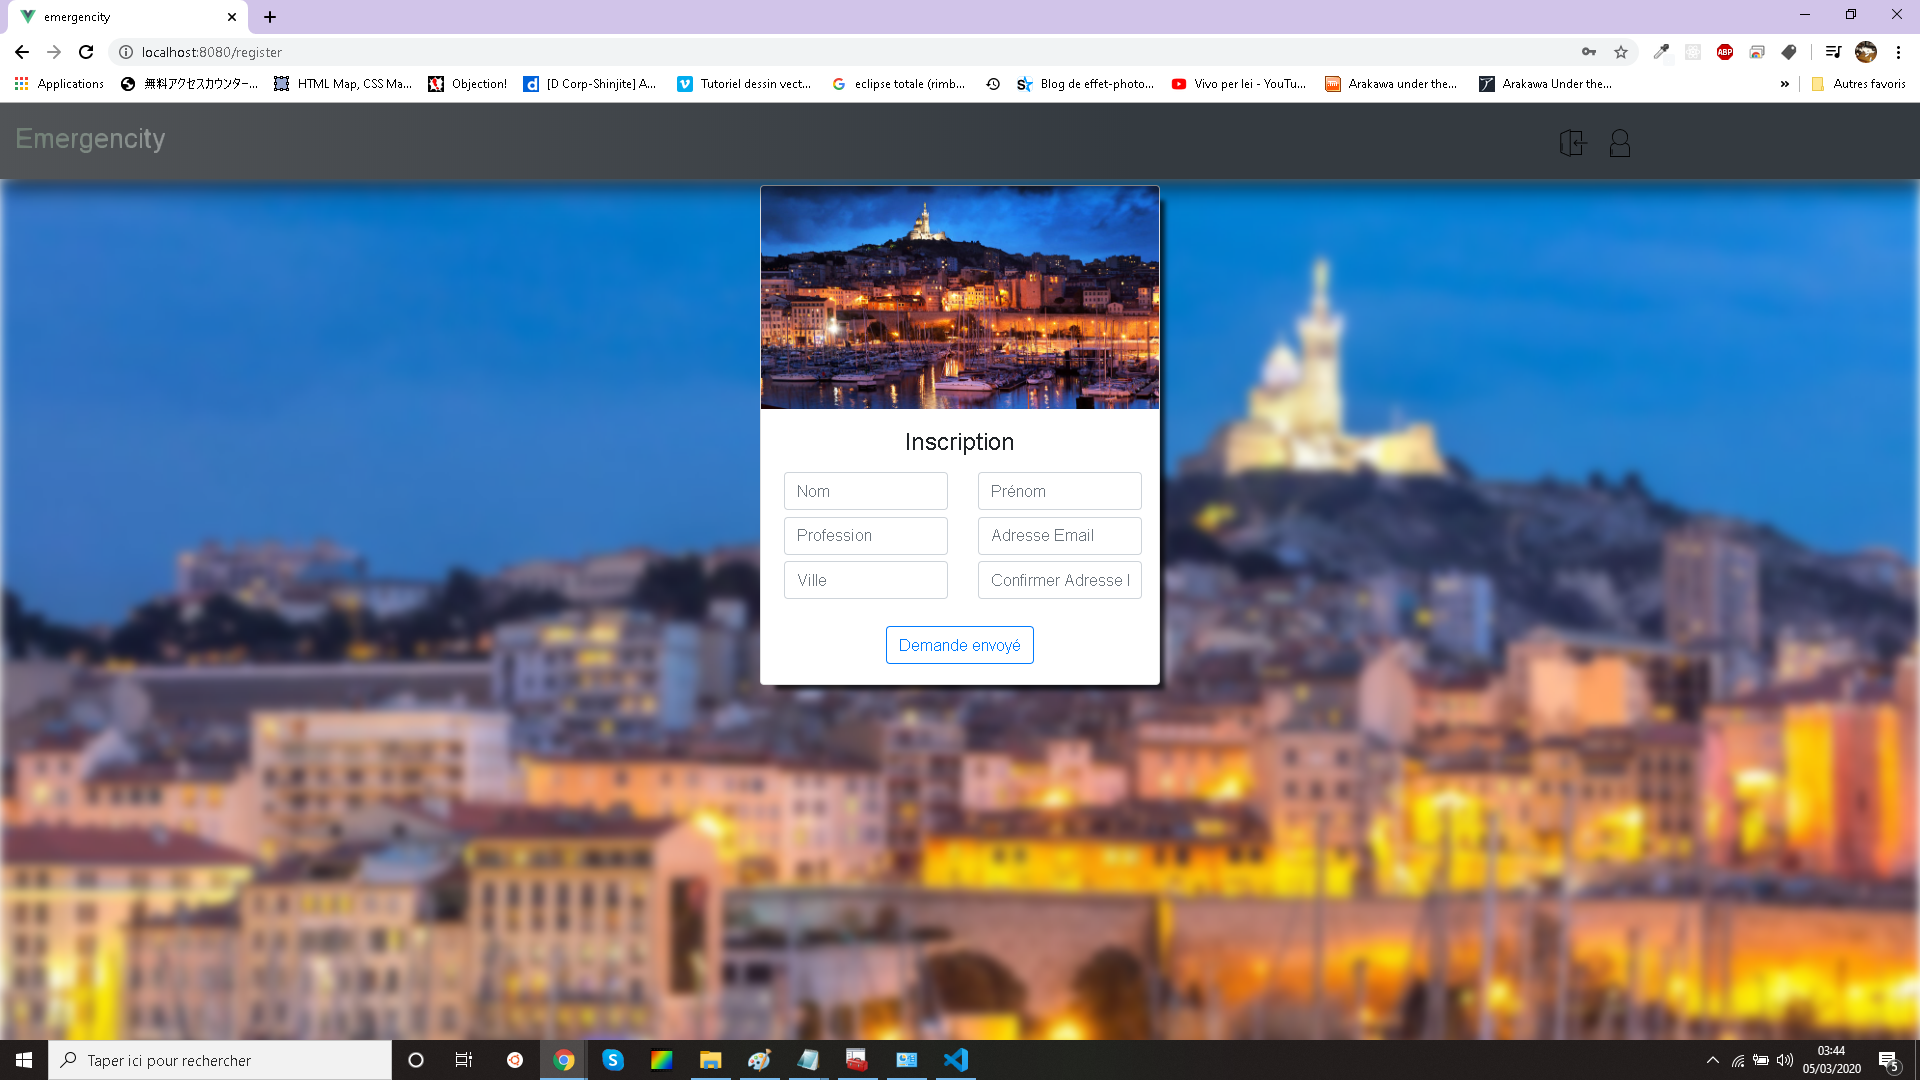 emergencity
localhost:8080/register
Applications
無料アクセスカウンター...
HTML Map, CSS Ma...
Objection!
[D Corp-Shinjite] A...
Tutoriel dessin vect...
eclipse totale (rimb...
Blog de effet-photo...
Vivo per lei - YouTu...
Arakawa under the...
Arakawa Under the...
»
Autres favoris
ABP
Emergencity
Inscription
Nom
Prénom
Profession
Adresse Email
Ville
Confirmer Adresse
Demande envoyé
Taper ici pour rechercher
03:44
05/03/2020
5